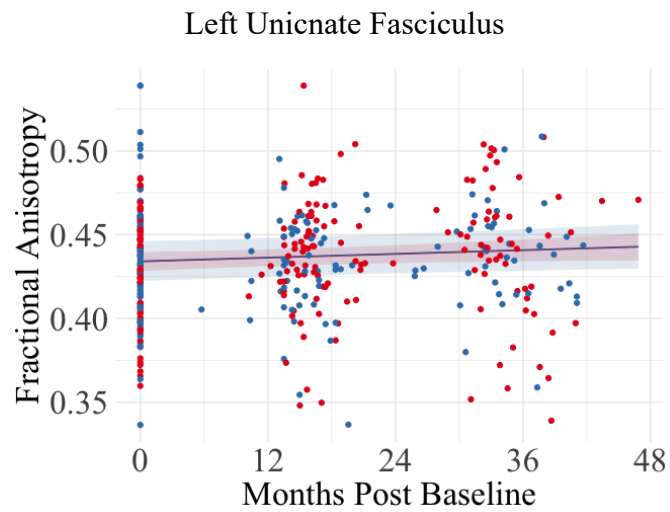 Left Unicnate Fasciculus
Fractional Anisotropy
0.50
0.45
0.40
0.35
0 12 24 36 48
Months Post Baseline